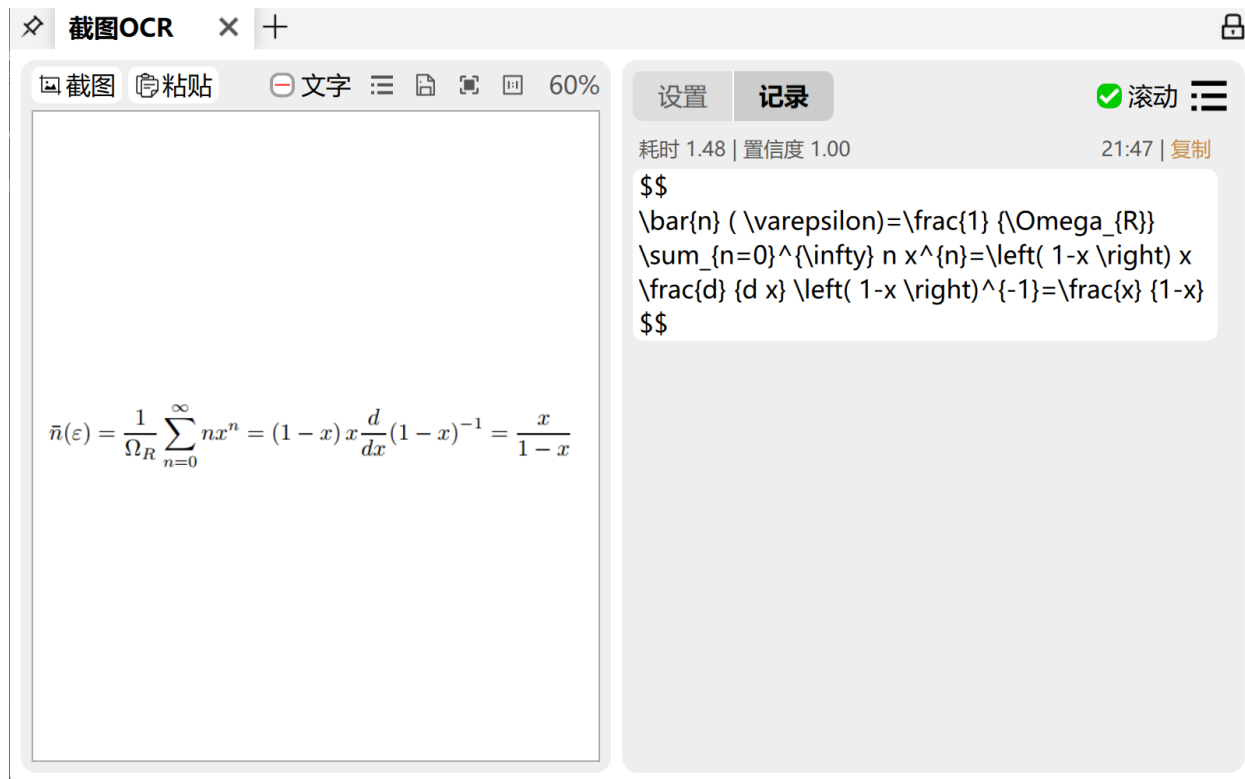 截图OCR
截图 粘贴 文字 60%
n̄(ε) = 1/Ω_R ∑_{n=0}^{∞} nx^n = (1 − x) x d/dx (1 − x)^{−1} = x/(1 − x)
设置 记录 滚动
耗时 1.48 | 置信度 1.00 21:47 | 复制
$$
\bar{n} ( \varepsilon)=\frac{1} {\Omega_{R}}
\sum_{n=0}^{\infty} n x^{n}=\left( 1-x \right) x
\frac{d} {d x} \left( 1-x \right)^{-1}=\frac{x} {1-x}
$$